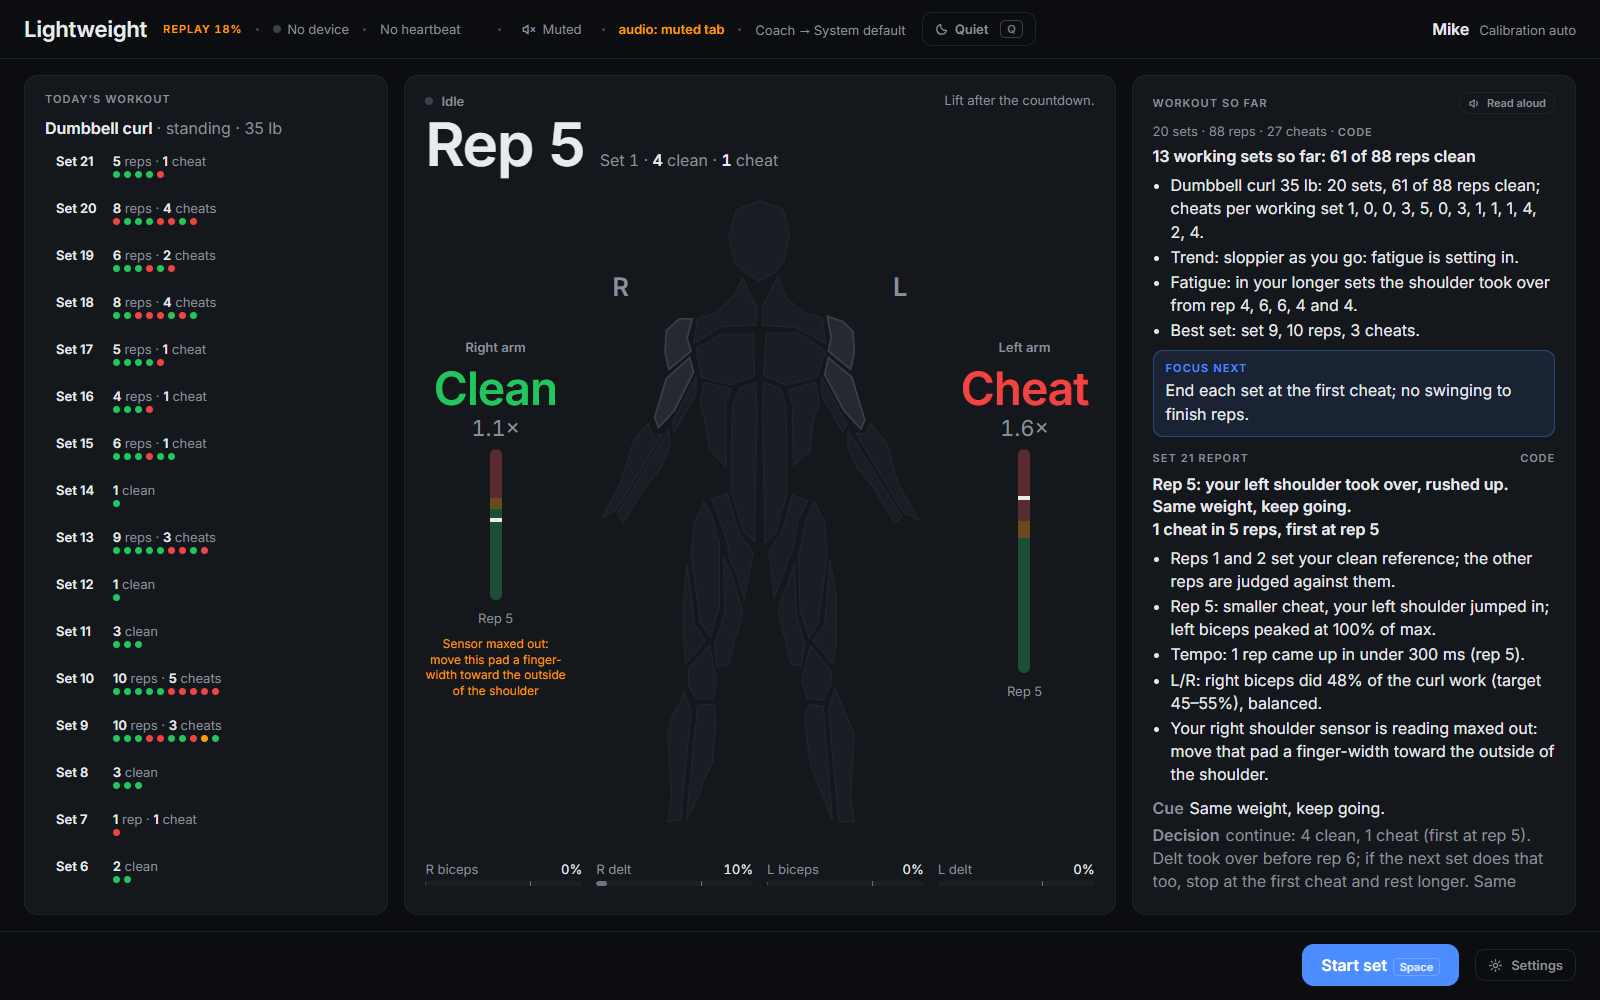 Lightweight REPLAY 18% · No device · No heartbeat · Muted · audio: muted tab · Coach → System default Quiet Q Mike Calibration auto
TODAY'S WORKOUT
Dumbbell curl · standing · 35 lb
Set 21 5 reps · 1 cheat
Set 20 8 reps · 4 cheats
Set 19 6 reps · 2 cheats
Set 18 8 reps · 4 cheats
Set 17 5 reps · 1 cheat
Set 16 4 reps · 1 cheat
Set 15 6 reps · 1 cheat
Set 14 1 clean
Set 13 9 reps · 3 cheats
Set 12 1 clean
Set 11 3 clean
Set 10 10 reps · 5 cheats
Set 9 10 reps · 3 cheats
Set 8 3 clean
Set 7 1 rep · 1 cheat
Set 6 2 clean
Idle Lift after the countdown.
Rep 5 Set 1 · 4 clean · 1 cheat
R L
Right arm
Clean
1.1×
Rep 5
Sensor maxed out:
move this pad a finger-
width toward the outside
of the shoulder
Left arm
Cheat
1.6×
Rep 5
R biceps 0% R delt 10% L biceps 0% L delt 0%
WORKOUT SO FAR Read aloud
20 sets · 88 reps · 27 cheats · CODE
13 working sets so far: 61 of 88 reps clean
• Dumbbell curl 35 lb: 20 sets, 61 of 88 reps clean;
cheats per working set 1, 0, 0, 3, 5, 0, 3, 1, 1, 1, 4,
2, 4.
• Trend: sloppier as you go: fatigue is setting in.
• Fatigue: in your longer sets the shoulder took over
from rep 4, 6, 6, 4 and 4.
• Best set: set 9, 10 reps, 3 cheats.
FOCUS NEXT
End each set at the first cheat; no swinging to
finish reps.
SET 21 REPORT CODE
Rep 5: your left shoulder took over, rushed up.
Same weight, keep going.
1 cheat in 5 reps, first at rep 5
• Reps 1 and 2 set your clean reference; the other
reps are judged against them.
• Rep 5: smaller cheat, your left shoulder jumped in;
left biceps peaked at 100% of max.
• Tempo: 1 rep came up in under 300 ms (rep 5).
• L/R: right biceps did 48% of the curl work (target
45–55%), balanced.
• Your right shoulder sensor is reading maxed out:
move that pad a finger-width toward the outside of
the shoulder.
Cue Same weight, keep going.
Decision continue: 4 clean, 1 cheat (first at rep 5).
Delt took over before rep 6; if the next set does that
too, stop at the first cheat and rest longer. Same
Start set Space Settings